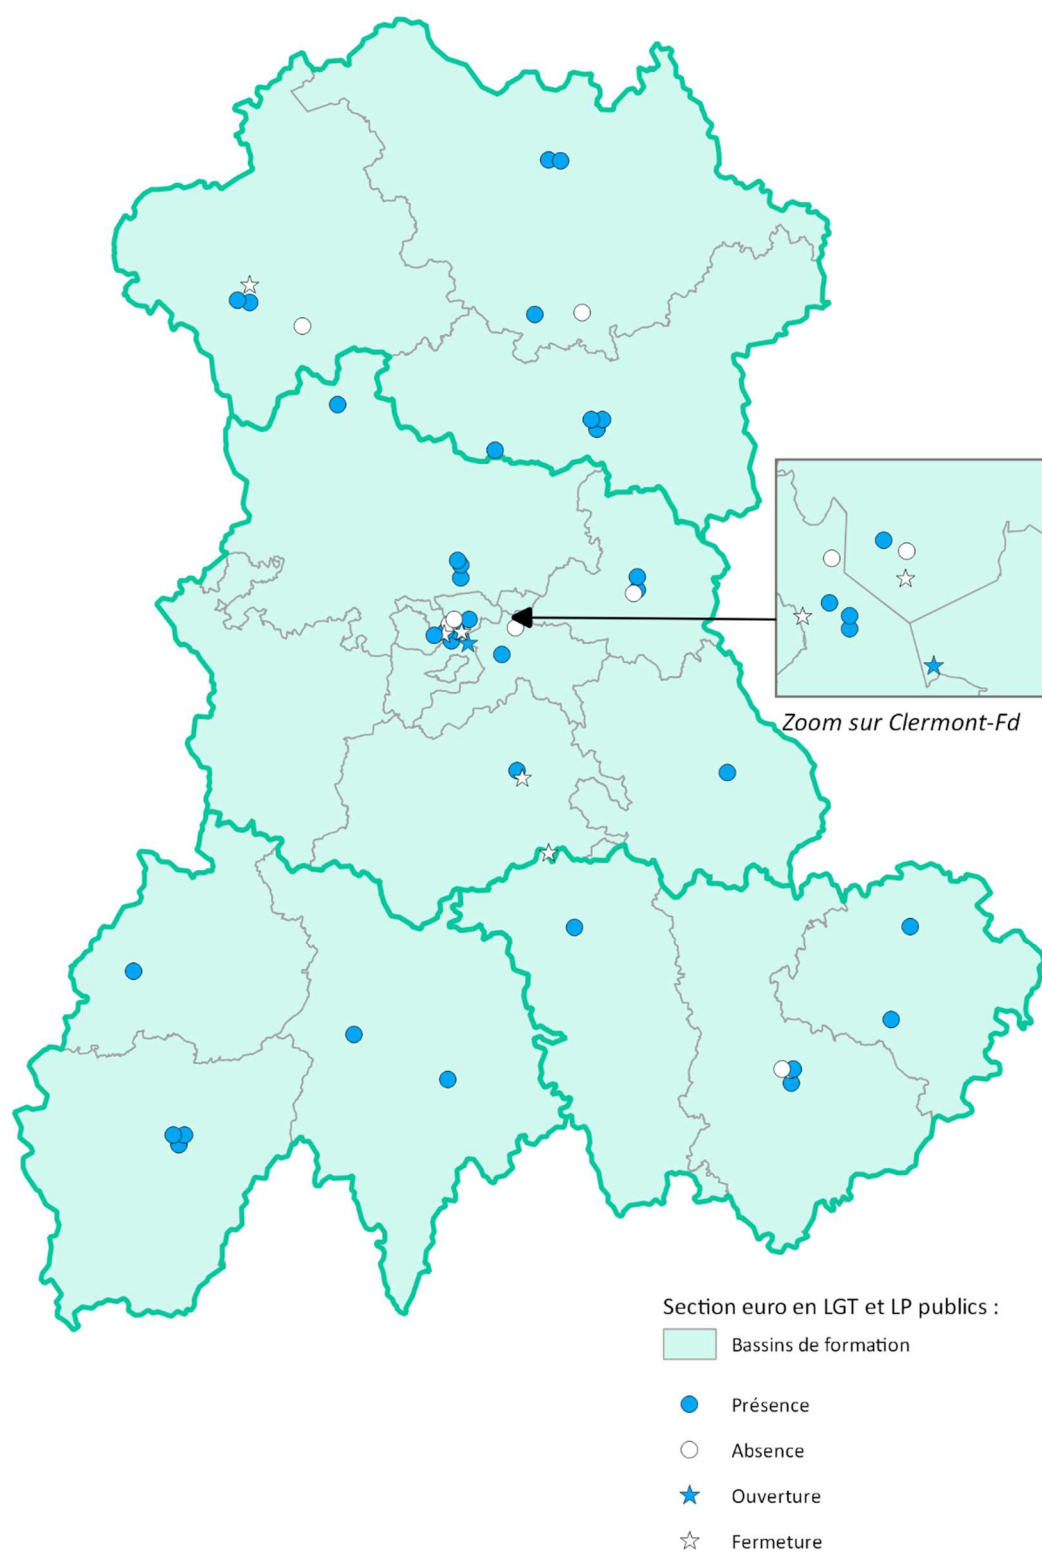 Zoom sur Clermont-Fd
Section euro en LGT et LP publics :
Bassins de formation
Présence
Absence
Ouverture
Fermeture